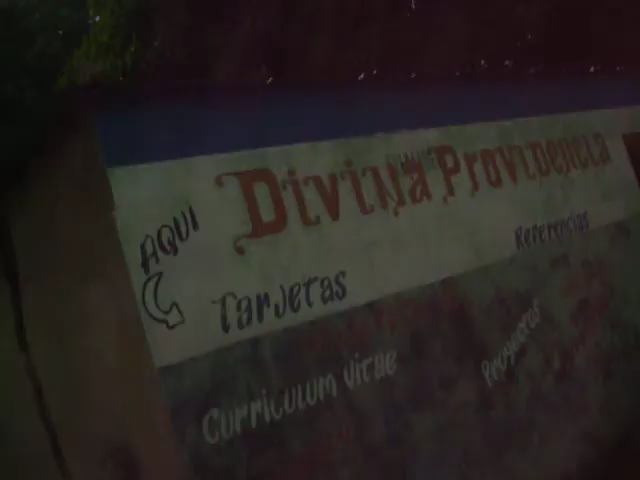 Divina Providencia
AQUI
Tarjetas
Referencias
Curriculum Vitae
Proyectos